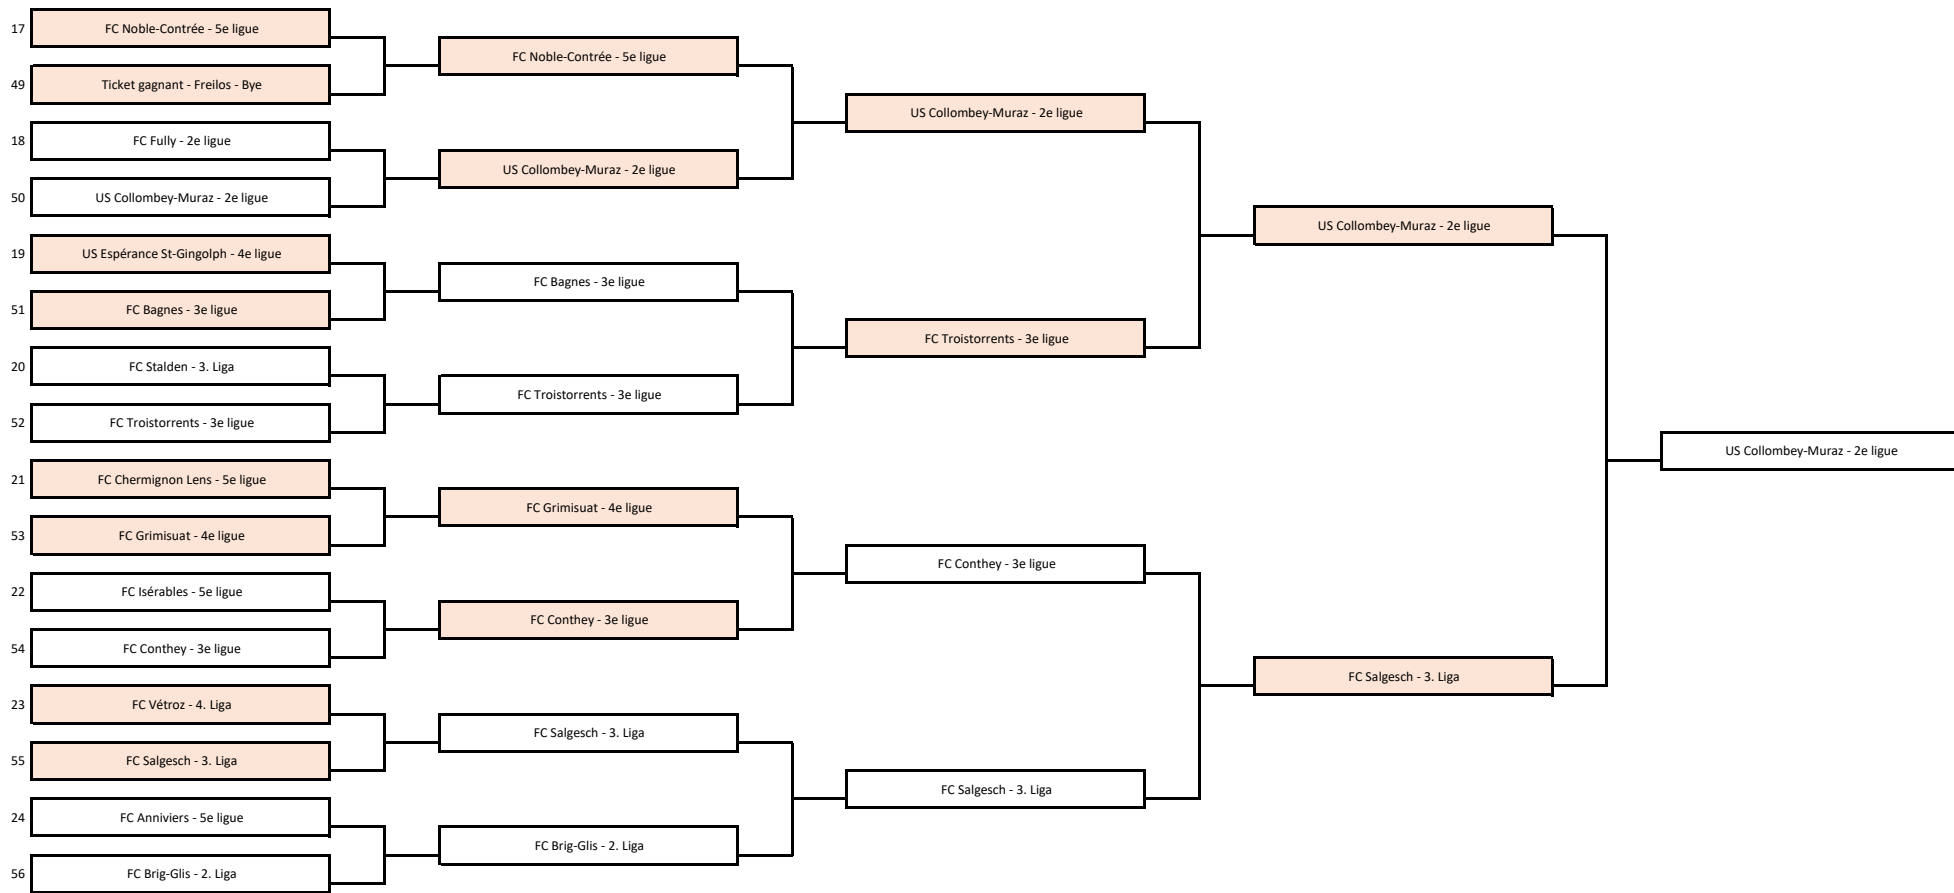 17
FC Noble-Contrée - 5e ligue
49
Ticket gagnant - Freilos - Bye
18
FC Fully - 2e ligue
50
US Collombey-Muraz - 2e ligue
19
US Espérance St-Gingolph - 4e ligue
51
FC Bagnes - 3e ligue
20
FC Stalden - 3. Liga
52
FC Troistorrents - 3e ligue
21
FC Chermignon Lens - 5e ligue
53
FC Grimisuat - 4e ligue
22
FC Isérables - 5e ligue
54
FC Conthey - 3e ligue
23
FC Vétroz - 4. Liga
55
FC Salgesch - 3. Liga
24
FC Anniviers - 5e ligue
56
FC Brig-Glis - 2. Liga
FC Noble-Contrée - 5e ligue
US Collombey-Muraz - 2e ligue
FC Bagnes - 3e ligue
FC Troistorrents - 3e ligue
FC Grimisuat - 4e ligue
FC Conthey - 3e ligue
FC Salgesch - 3. Liga
FC Brig-Glis - 2. Liga
US Collombey-Muraz - 2e ligue
FC Troistorrents - 3e ligue
FC Conthey - 3e ligue
FC Salgesch - 3. Liga
US Collombey-Muraz - 2e ligue
FC Salgesch - 3. Liga
US Collombey-Muraz - 2e ligue